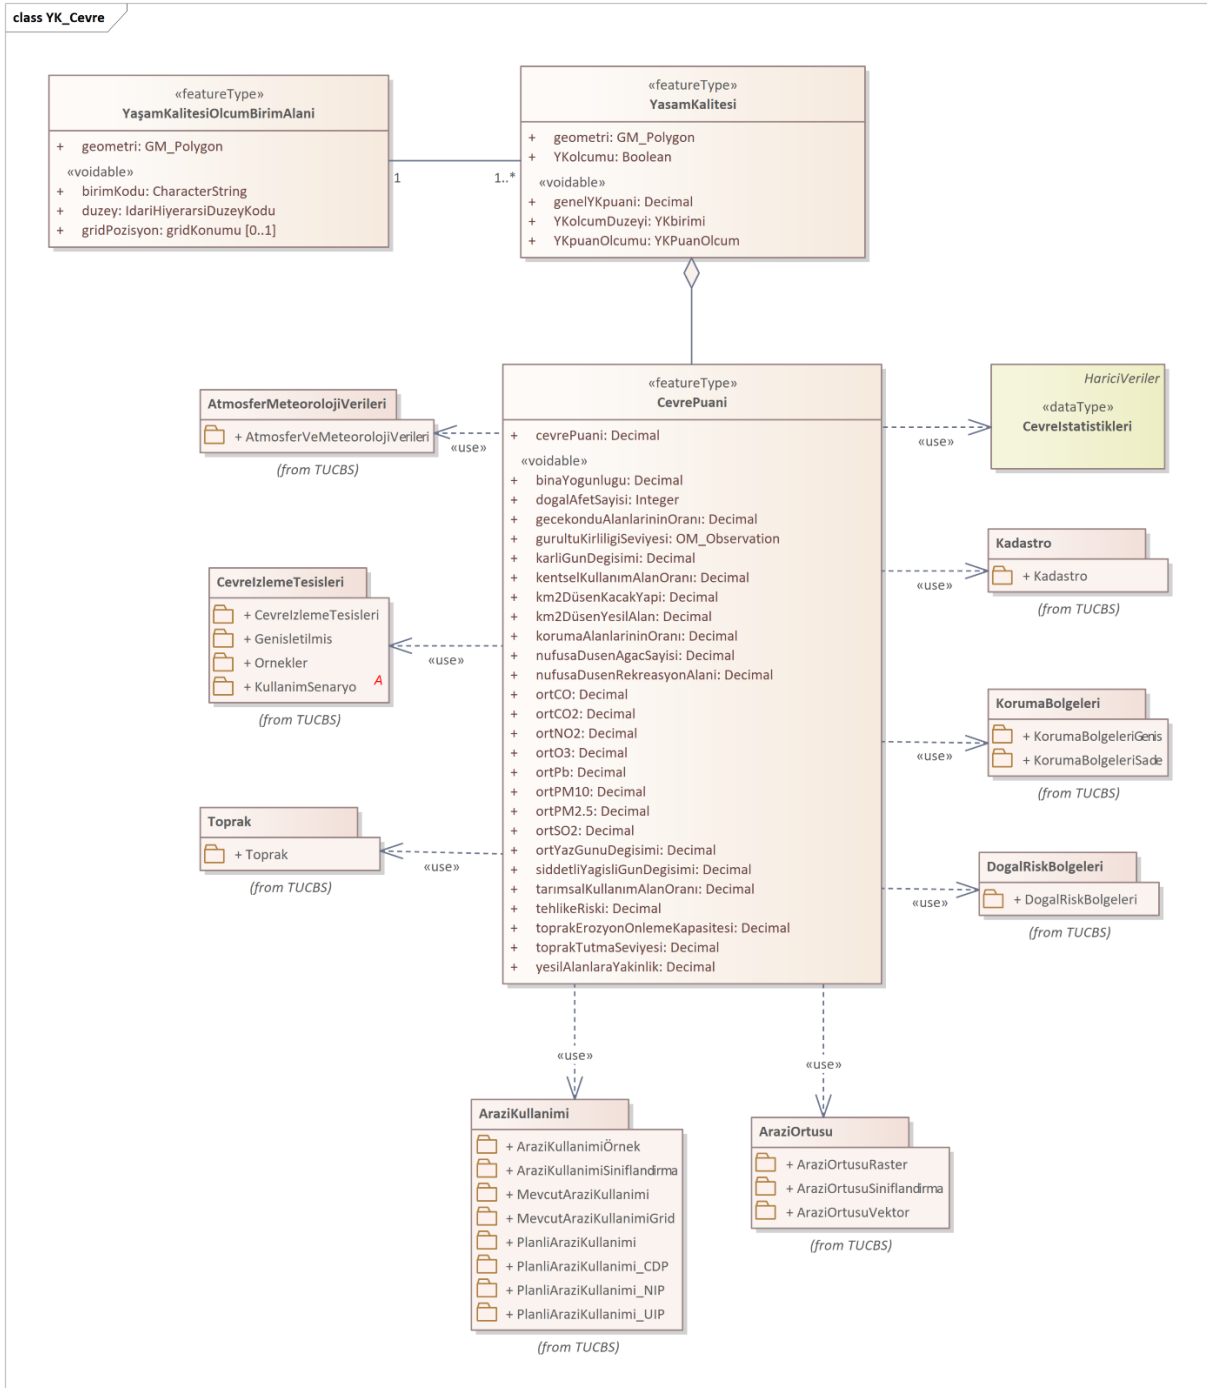 class YK_Cevre
«featureType»
YaşamKalitesiOlcumBirimAlani
+ geometri: GM_Polygon
«voidable»
+ birimKodu: CharacterString
+ duzey: IdariHiyerarsiDuzeyKodu
+ gridPozisyon: gridKonumu [0..1]
1
1..*
«featureType»
YasamKalitesi
+ geometri: GM_Polygon
+ YKolcumu: Boolean
«voidable»
+ genelYKpuani: Decimal
+ YKolcumDuzeyi: YKbirimi
+ YKpuanOlcumu: YKPuanOlcum
«featureType»
CevrePuani
+ cevrePuani: Decimal
«voidable»
+ binaYogunlugu: Decimal
+ dogalAfetSayisi: Integer
+ gecekonduAlanlarininOranı: Decimal
+ gurultuKirliligiSeviyesi: OM_Observation
+ karliGunDegisimi: Decimal
+ kentselKullanımAlanOranı: Decimal
+ km2DüsenKacakYapi: Decimal
+ km2DüsenYesilAlan: Decimal
+ korumaAlanlarininOranı: Decimal
+ nufusaDusenAgacSayisi: Decimal
+ nufusaDusenRekreasyonAlani: Decimal
+ ortCO: Decimal
+ ortCO2: Decimal
+ ortNO2: Decimal
+ ortO3: Decimal
+ ortPb: Decimal
+ ortPM10: Decimal
+ ortPM2.5: Decimal
+ ortSO2: Decimal
+ ortYazGunuDegisimi: Decimal
+ siddetliYagisliGunDegisimi: Decimal
+ tarımsalKullanımAlanOranı: Decimal
+ tehlikeRiski: Decimal
+ toprakErozyonOnlemeKapasitesi: Decimal
+ toprakTutmaSeviyesi: Decimal
+ yesilAlanlaraYakinlik: Decimal
AtmosferMeteorolojiVerileri
+ AtmosferVeMeteorolojiVerileri
(from TUCBS)
«use»
CevreIzlemeTesisleri
+ CevreIzlemeTesisleri
+ Genisletilmis
+ Ornekler
+ KullanimSenaryo
A
(from TUCBS)
«use»
Toprak
+ Toprak
(from TUCBS)
«use»
HariciVeriler
«dataType»
CevreIstatistikleri
«use»
Kadastro
+ Kadastro
(from TUCBS)
«use»
KorumaBolgeleri
+ KorumaBolgeleriGenis
+ KorumaBolgeleriSade
(from TUCBS)
«use»
DogalRiskBolgeleri
+ DogalRiskBolgeleri
(from TUCBS)
«use»
«use»
AraziKullanimi
+ AraziKullanimiÖrnek
+ AraziKullanimiSiniflandirma
+ MevcutAraziKullanimi
+ MevcutAraziKullanimiGrid
+ PlanliAraziKullanimi
+ PlanliAraziKullanimi_CDP
+ PlanliAraziKullanimi_NIP
+ PlanliAraziKullanimi_UIP
(from TUCBS)
«use»
AraziOrtusu
+ AraziOrtusuRaster
+ AraziOrtusuSiniflandirma
+ AraziOrtusuVektor
(from TUCBS)